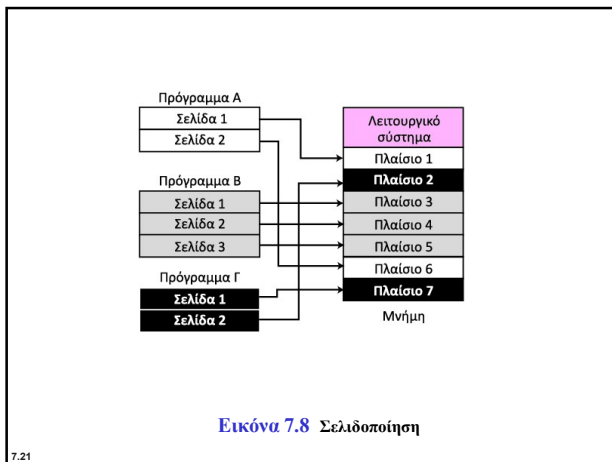 Πρόγραμμα Α
Σελίδα 1
Σελίδα 2
Πρόγραμμα Β
Σελίδα 1
Σελίδα 2
Σελίδα 3
Πρόγραμμα Γ
Σελίδα 1
Σελίδα 2
Λειτουργικό
σύστημα
Πλαίσιο 1
Πλαίσιο 2
Πλαίσιο 3
Πλαίσιο 4
Πλαίσιο 5
Πλαίσιο 6
Πλαίσιο 7
Μνήμη
Εικόνα 7.8 Σελιδοποίηση
7.21